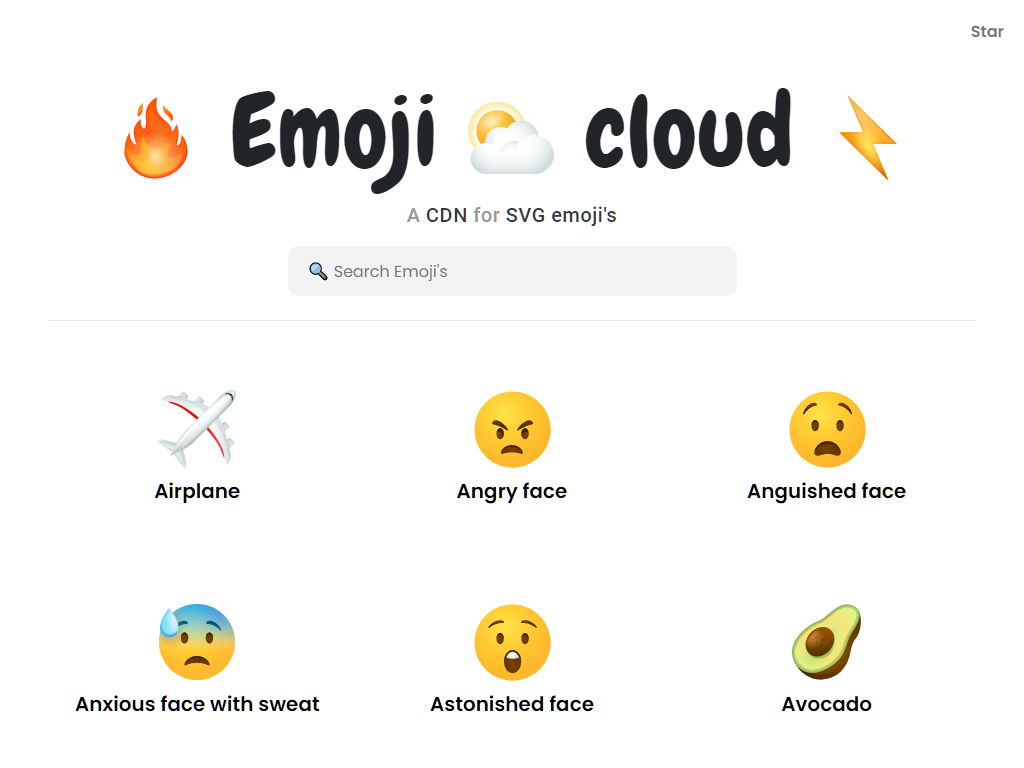 Star
Emoji cloud
A CDN for SVG emoji's
Search Emoji's
Airplane
Angry face
Anguished face
Anxious face with sweat
Astonished face
Avocado